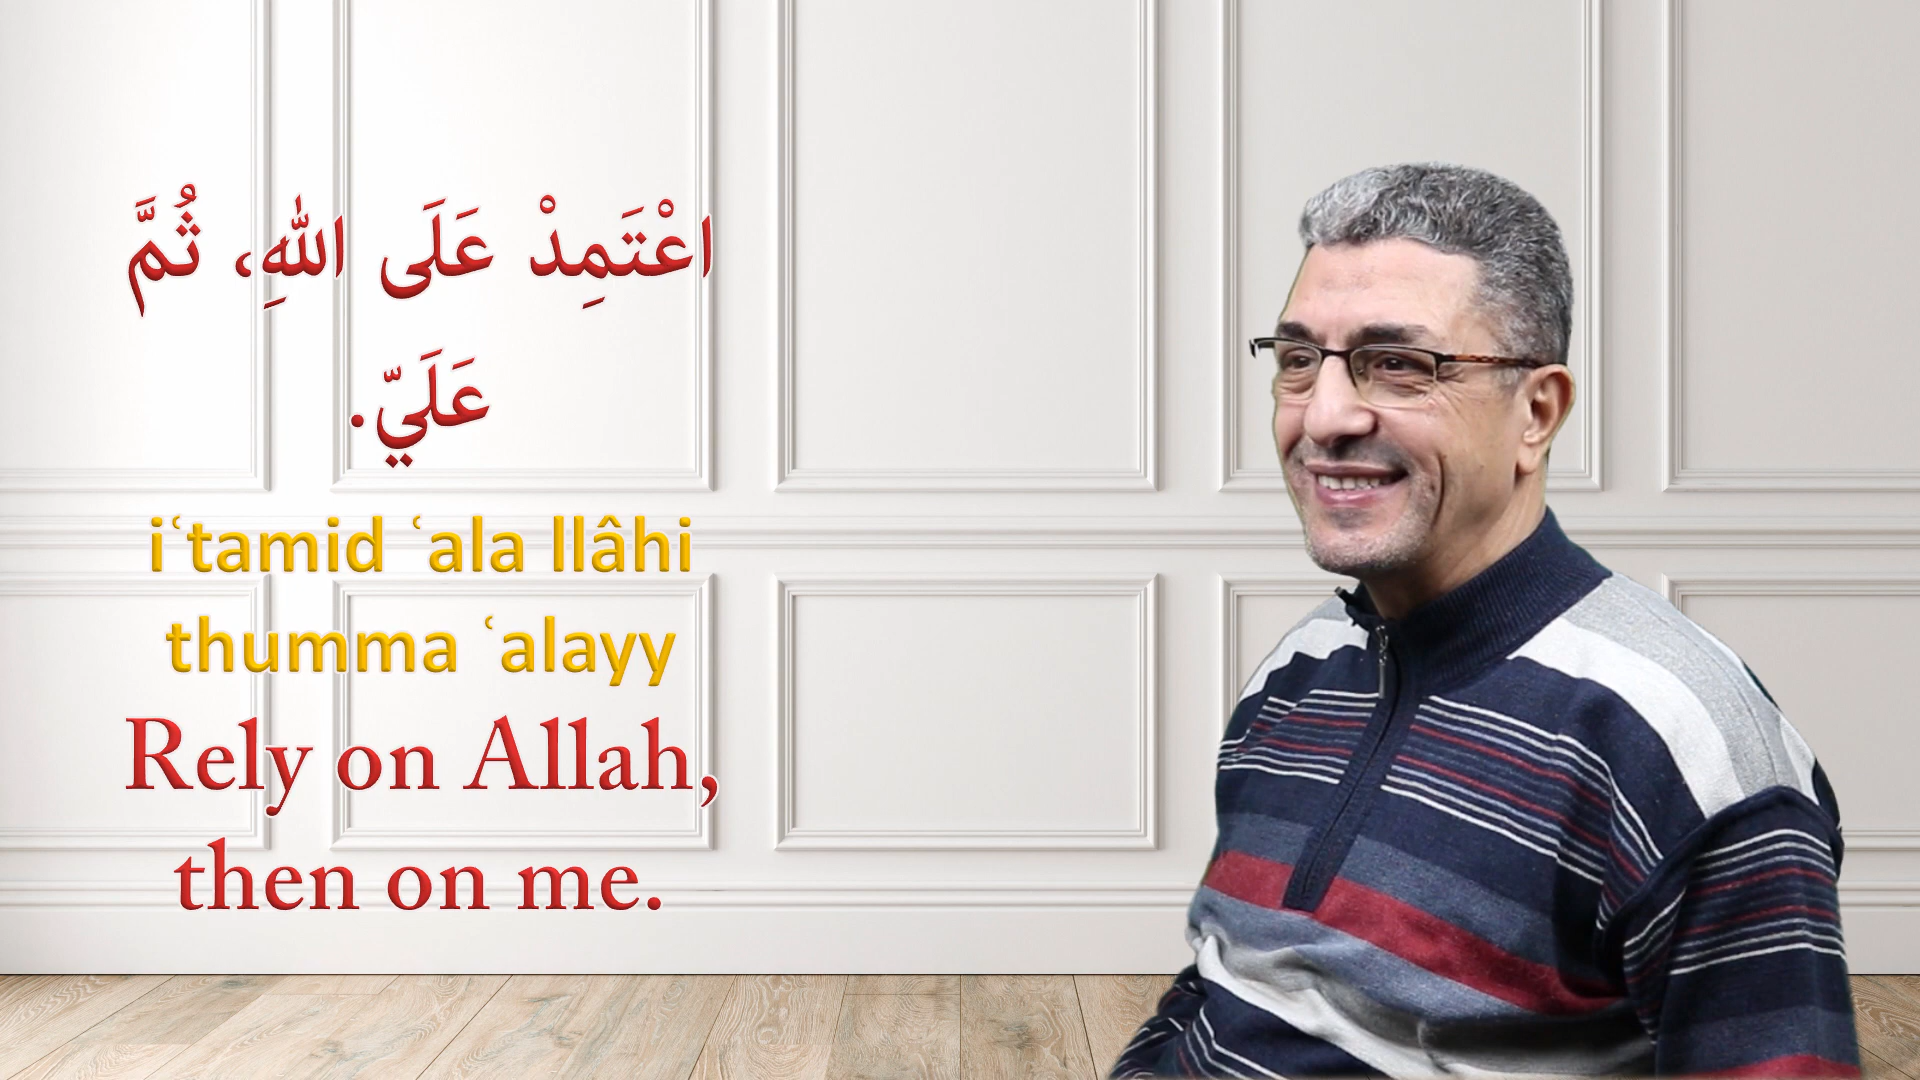 اعْتَمِدْ عَلَى اللهِ، ثُمَّ
عَلَيّ.
iʿtamid ʿala llâhi
thumma ʿalayy
Rely on Allah,
then on me.